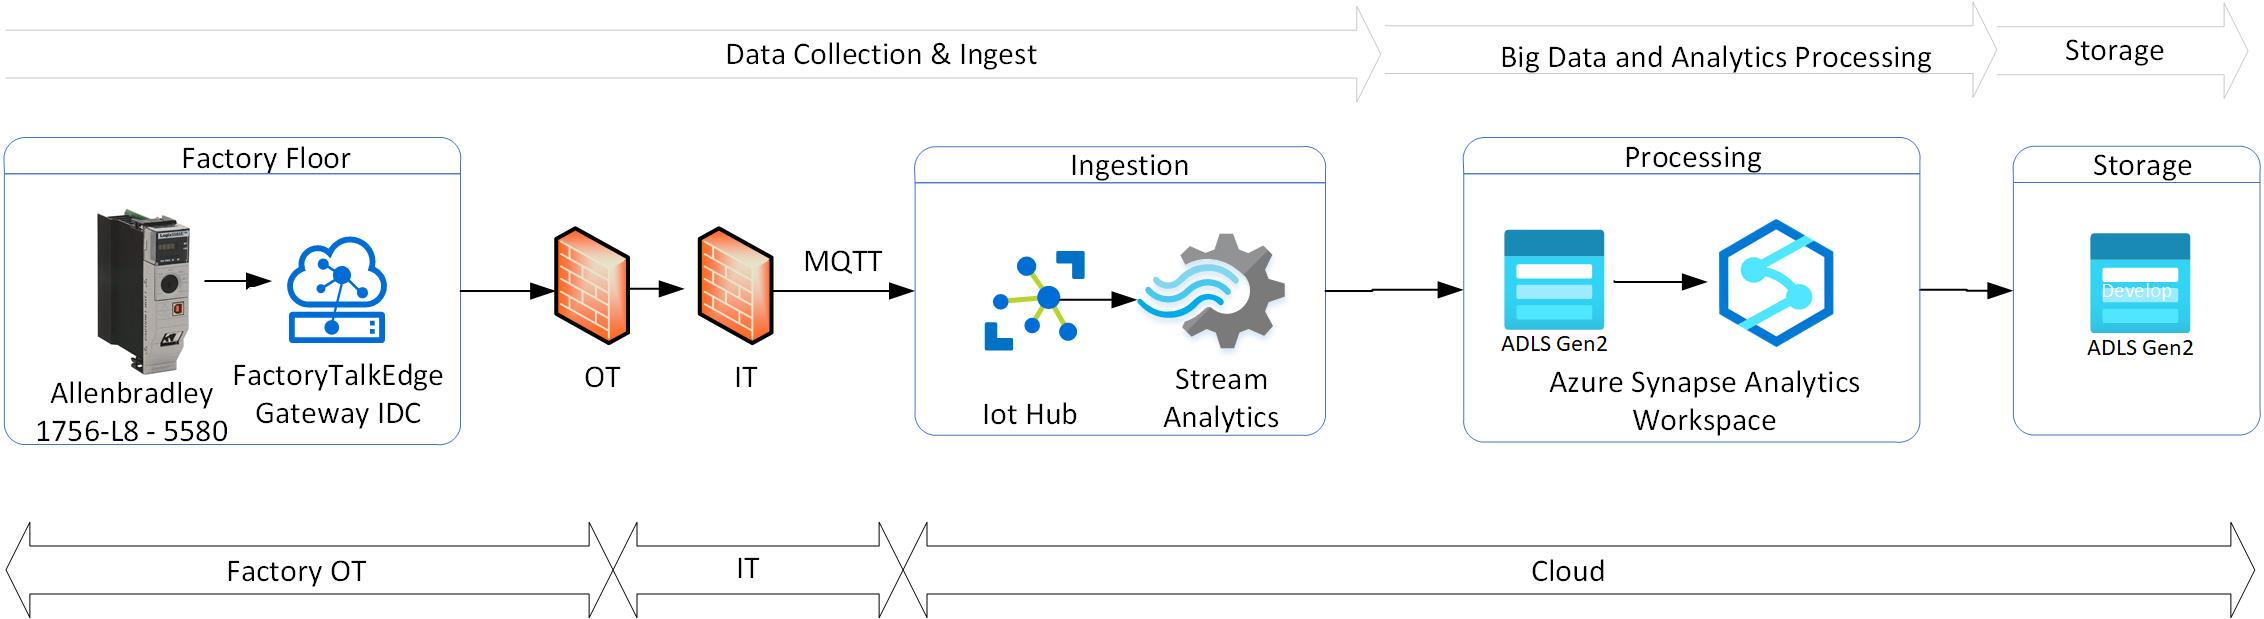 Data Collection & Ingest
Big Data and Analytics Processing
Storage
Factory Floor
Allenbradley
1756-L8 - 5580
FactoryTalkEdge
Gateway IDC
OT
IT
MQTT
Ingestion
Iot Hub
Stream
Analytics
Processing
ADLS Gen2
Azure Synapse Analytics
Workspace
Storage
Develop
ADLS Gen2
Factory OT
IT
Cloud